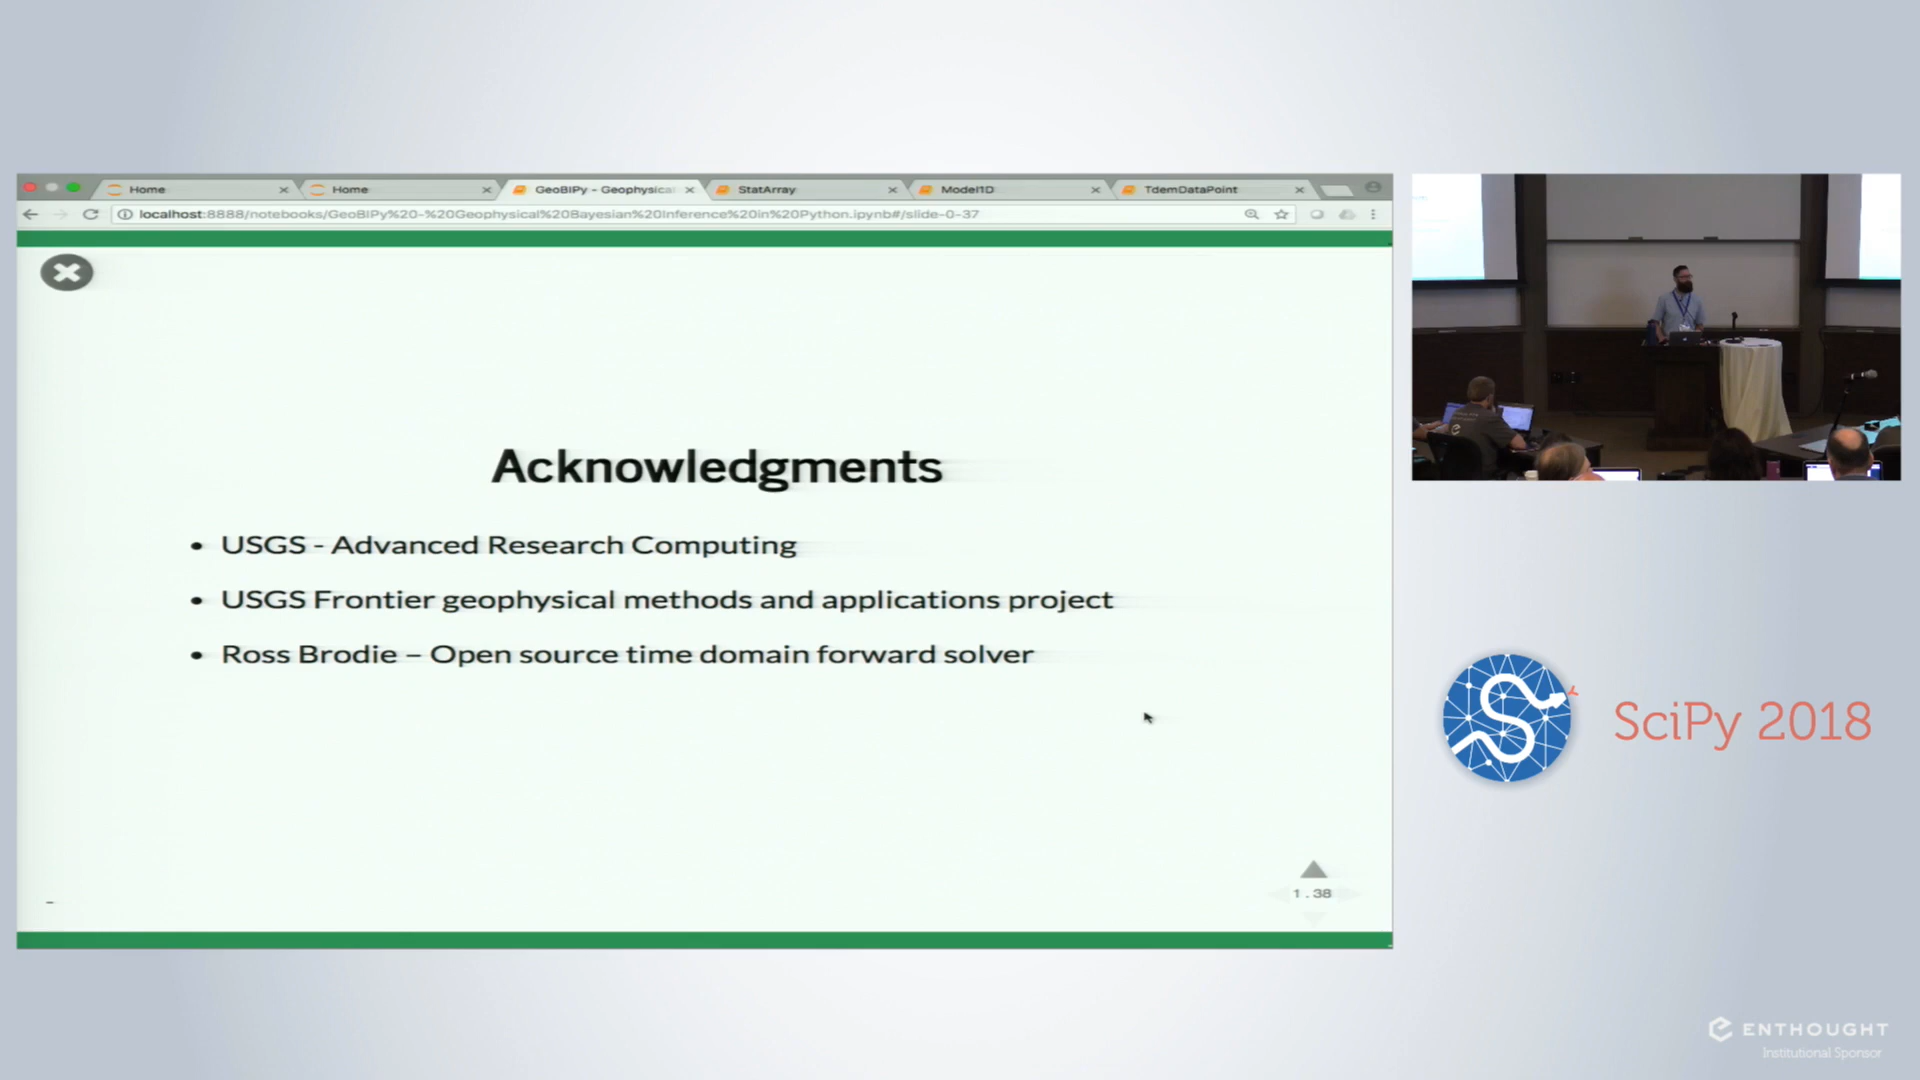 Home
Home
GeoBIPy - Geophysical
StatArray
Model1D
TdemDataPoint
localhost:8888/notebooks/GeoBIPy%20-%20Geophysical%20Bayesian%20Inference%20in%20Python.ipynb#/slide-0-37
Acknowledgments
• USGS - Advanced Research Computing
• USGS Frontier geophysical methods and applications project
• Ross Brodie – Open source time domain forward solver
1.38
SciPy 2018
ENTHOUGHT
Institutional Sponsor